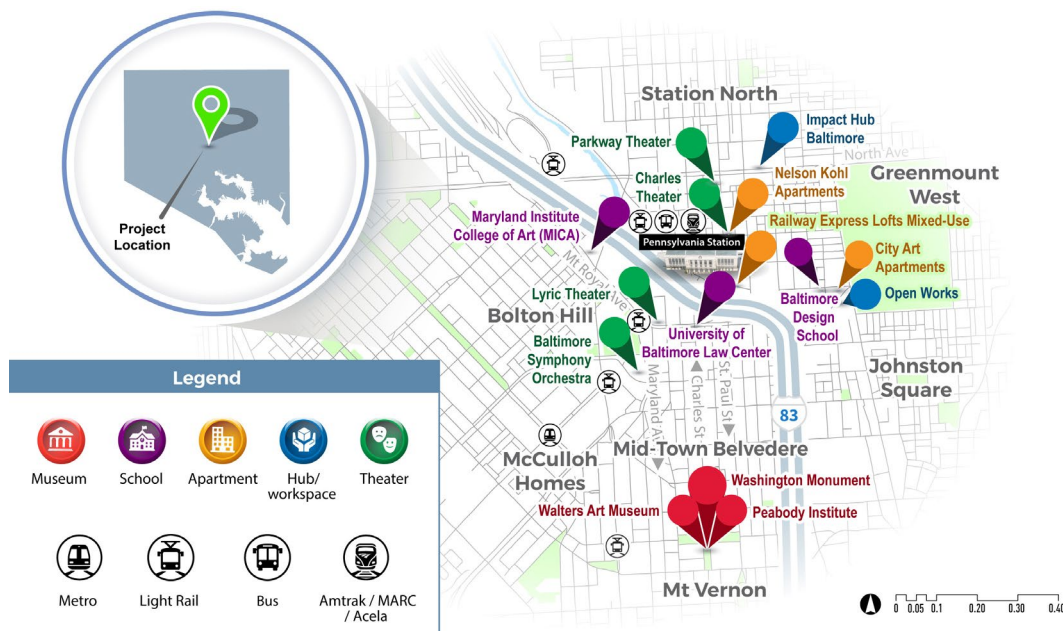 Project
Location
Station North
Impact Hub
Baltimore
Parkway Theater
North Ave
Charles
Theater
Nelson Kohl
Apartments
Greenmount
West
Maryland Institute
College of Art (MICA)
Railway Express Lofts Mixed-Use
Pennsylvania Station
Mt Royal Ave
City Art
Apartments
Lyric Theater
Open Works
Bolton Hill
Baltimore
Design
School
University of
Baltimore Law Center
Baltimore
Symphony
Orchestra
Johnston
Square
Maryland Ave
Charles St
St. Paul St
83
Mid-Town Belvedere
McCulloh
Homes
Washington Monument
Walters Art Museum
Peabody Institute
Mt Vernon
0 0.05 0.1 0.20 0.30 0.40
Legend
Museum
School
Apartment
Hub/
workspace
Theater
Metro
Light Rail
Bus
Amtrak / MARC
/ Acela